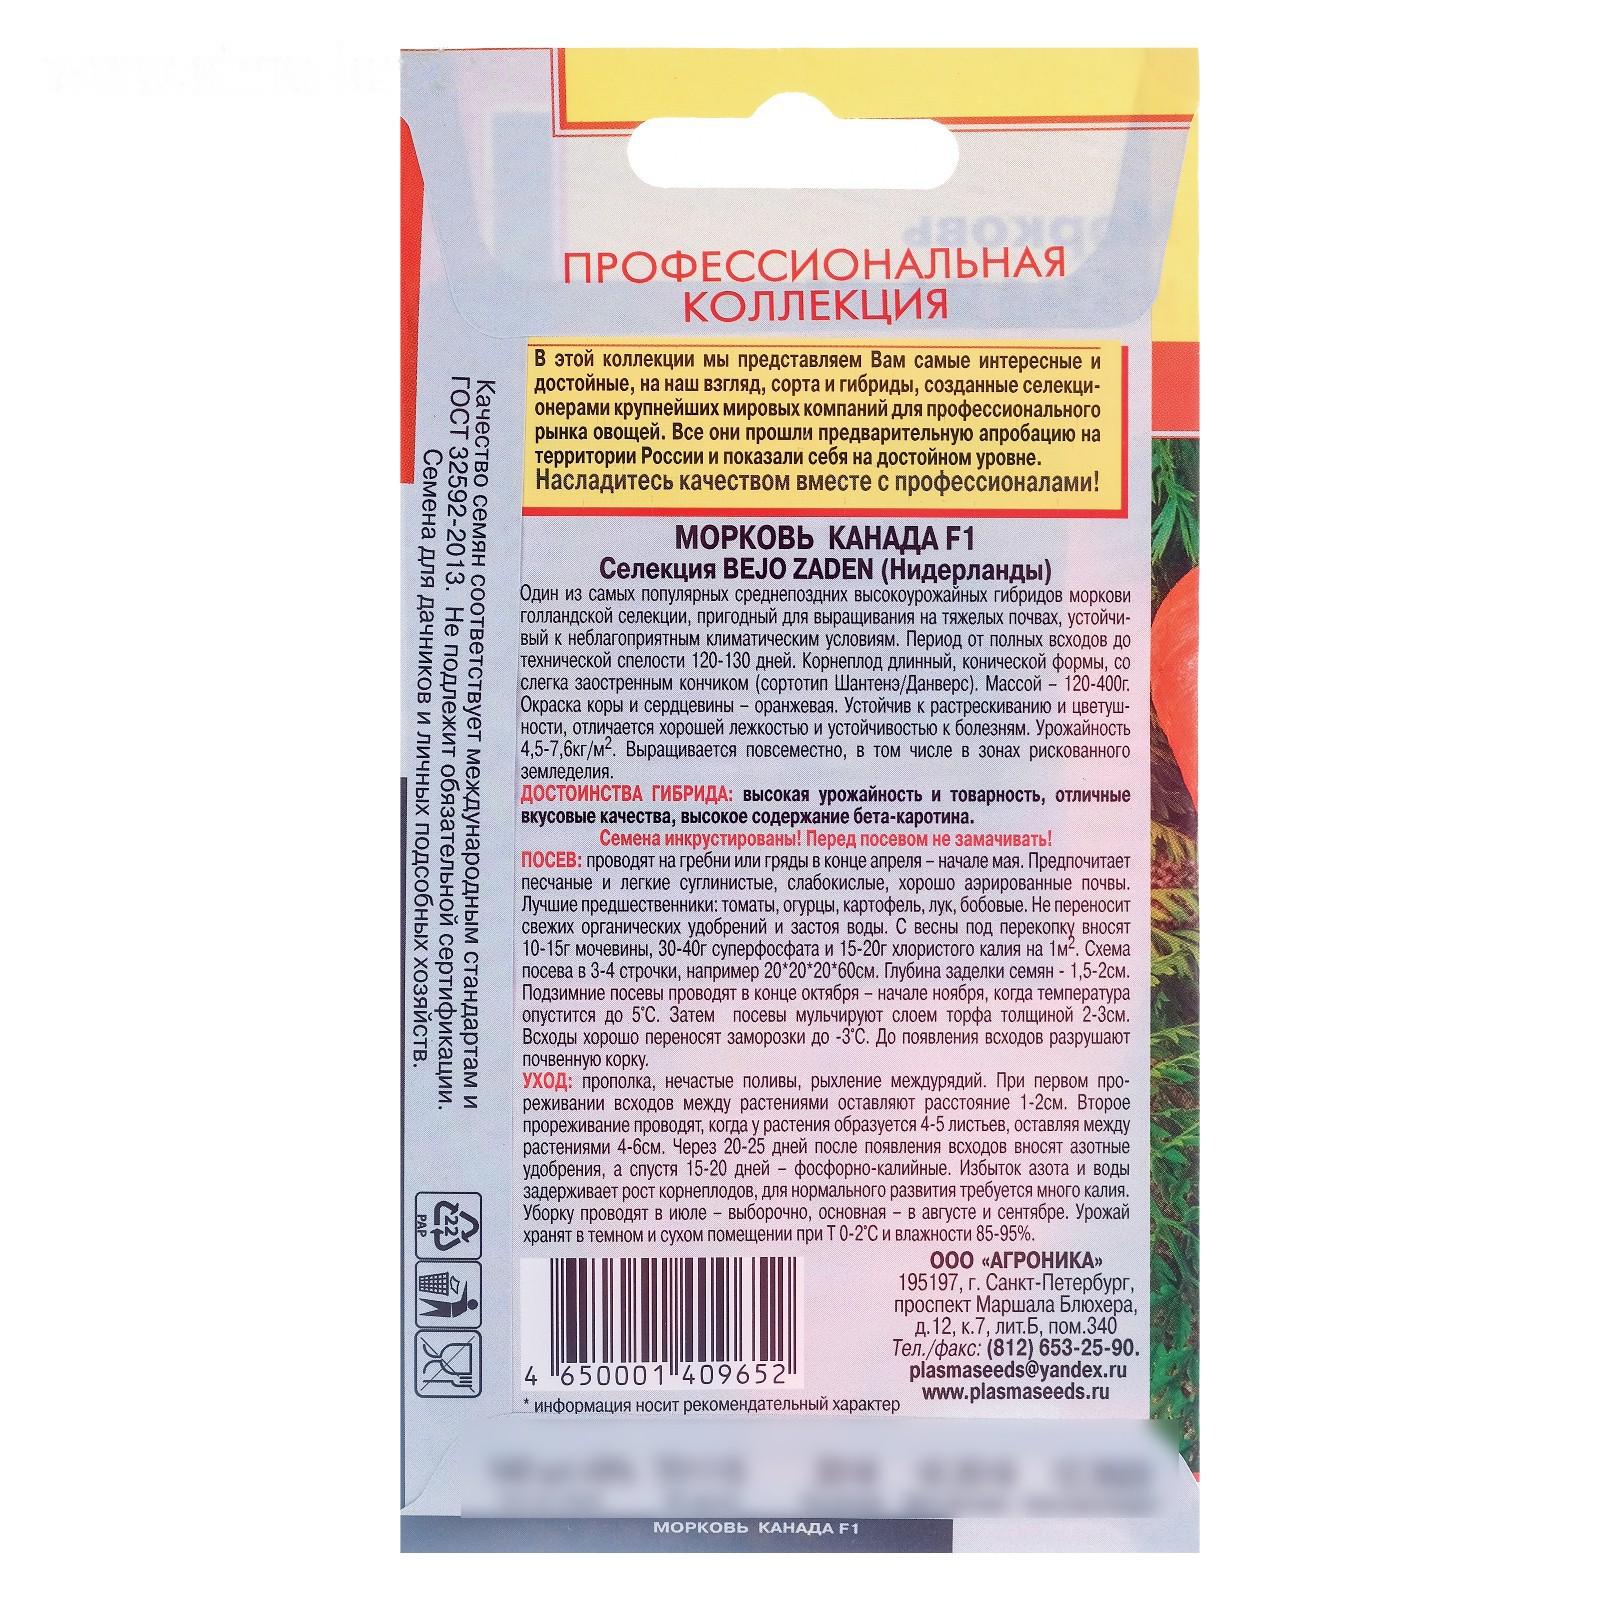 Морковь
ПРОФЕССИОНАЛЬНАЯ
КОЛЛЕКЦИЯ
В этой коллекции мы представляем Вам самые интересные и
достойные, на наш взгляд, сорта и гибриды, созданные селекци-
онерами крупнейших мировых компаний для профессионального
рынка овощей. Все они прошли предварительную апробацию на
территории России и показали себя на достойном уровне.
Насладитесь качеством вместе с профессионалами!
МОРКОВЬ КАНАДА F1
Селекция BEJO ZADEN (Нидерланды)
Один из самых популярных среднепоздних высокоурожайных гибридов моркови
голландской селекции, пригодный для выращивания на тяжелых почвах, устойчи-
вый к неблагоприятным климатическим условиям. Период от полных всходов до
технической спелости 120-130 дней. Корнеплод длинный, конической формы, со
слегка заостренным кончиком (сортотип Шантенэ/Данверс). Массой – 120-400г.
Окраска коры и сердцевины – оранжевая. Устойчив к растрескиванию и цветуш-
ности, отличается хорошей лежкостью и устойчивостью к болезням. Урожайность
4,5-7,6кг/м². Выращивается повсеместно, в том числе в зонах рискованного
земледелия.
ДОСТОИНСТВА ГИБРИДА: высокая урожайность и товарность, отличные
вкусовые качества, высокое содержание бета-каротина.
Семена инкрустированы! Перед посевом не замачивать!
ПОСЕВ: проводят на гребни или гряды в конце апреля – начале мая. Предпочитает
песчаные и легкие суглинистые, слабокислые, хорошо аэрированные почвы.
Лучшие предшественники: томаты, огурцы, картофель, лук, бобовые. Не переносит
свежих органических удобрений и застоя воды. С весны под перекопку вносят
10-15г мочевины, 30-40г суперфосфата и 15-20г хлористого калия на 1м². Схема
посева в 3-4 строчки, например 20*20*20*60см. Глубина заделки семян - 1,5-2см.
Подзимние посевы проводят в конце октября – начале ноября, когда температура
опустится до 5°С. Затем посевы мульчируют слоем торфа толщиной 2-3см.
Всходы хорошо переносят заморозки до -3°С. До появления всходов разрушают
почвенную корку.
УХОД: прополка, нечастые поливы, рыхление междурядий. При первом про-
реживании всходов между растениями оставляют расстояние 1-2см. Второе
прореживание проводят, когда у растения образуется 4-5 листьев, оставляя между
растениями 4-6см. Через 20-25 дней после появления всходов вносят азотные
удобрения, а спустя 15-20 дней – фосфорно-калийные. Избыток азота и воды
задерживает рост корнеплодов, для нормального развития требуется много калия.
Уборку проводят в июле – выборочно, основная – в августе и сентябре. Урожай
хранят в темном и сухом помещении при Т 0-2°С и влажности 85-95%.
ООО «АГРОНИКА»
195197, г. Санкт-Петербург,
проспект Маршала Блюхера,
д.12, к.7, лит.Б, пом.340
Тел./факс: (812) 653-25-90.
plasmaseeds@yandex.ru
www.plasmaseeds.ru
4 650001 409652
* информация носит рекомендательный характер
МОРКОВЬ КАНАДА F1
Качество семян соответствует международным стандартам и
ГОСТ 32592-2013. Не подлежит обязательной сертификации.
Семена для дачников и личных подсобных хозяйств.
22
PAP